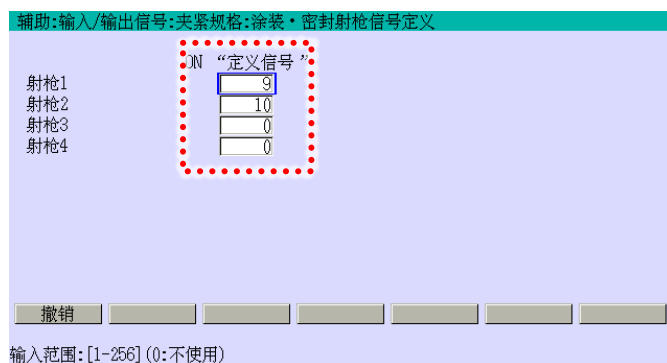 辅助:输入/输出信号:夹紧规格:涂装・密封射枪信号定义
ON “定义信号”
射枪1 9
射枪2 10
射枪3 0
射枪4 0
撤销
输入范围:[1-256](0:不使用)